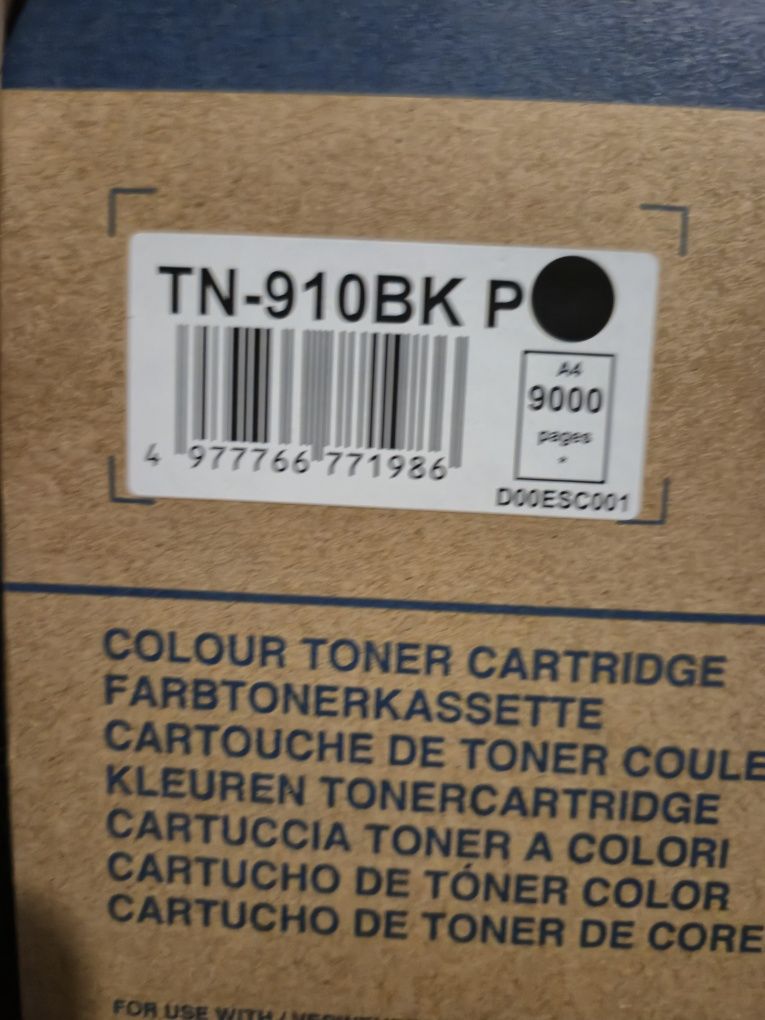 TN-910BK P
A4
9000
pages
*
4 977766 771986
D00ESC001
COLOUR TONER CARTRIDGE
FARBTONERKASSETTE
CARTOUCHE DE TONER COULE
KLEUREN TONERCARTRIDGE
CARTUCCIA TONER A COLORI
CARTUCHO DE TÓNER COLOR
CARTUCHO DE TONER DE CORE
FOR USE WITH /